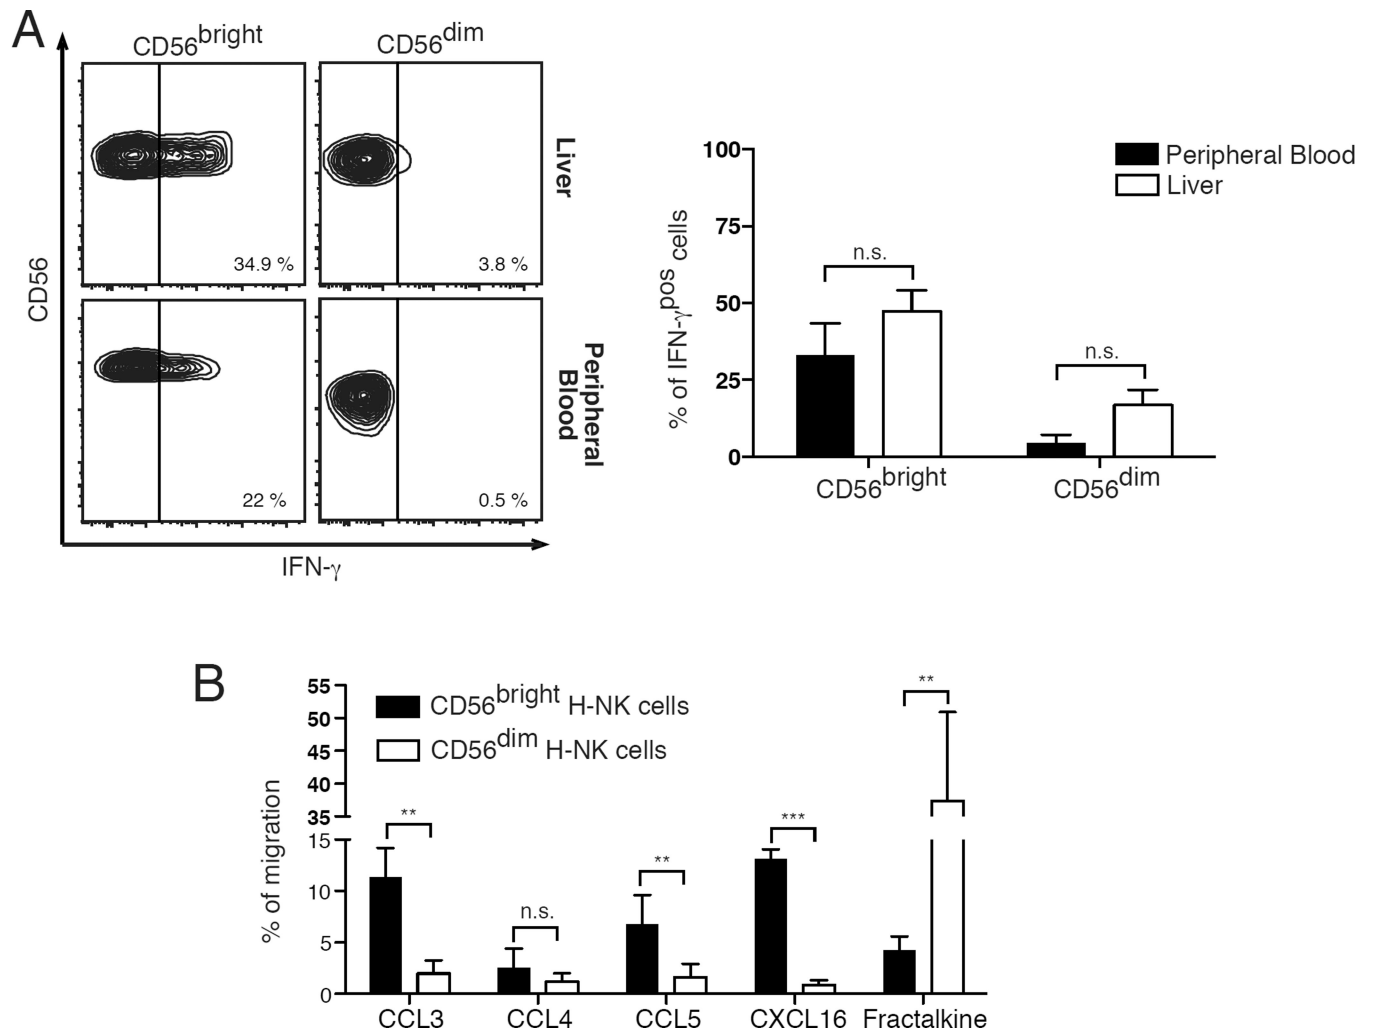 A
CD56bright
CD56dim
CD56
34.9 %
3.8 %
Liver
22 %
0.5 %
Peripheral
Blood
IFN-γ
Peripheral Blood
Liver
% of IFN-γpos cells
100
75
50
25
0
n.s.
n.s.
CD56bright
CD56dim
B
CD56bright H-NK cells
CD56dim H-NK cells
% of migration
55
50
45
40
35
15
10
5
0
**
n.s.
**
***
**
CCL3
CCL4
CCL5
CXCL16
Fractalkine